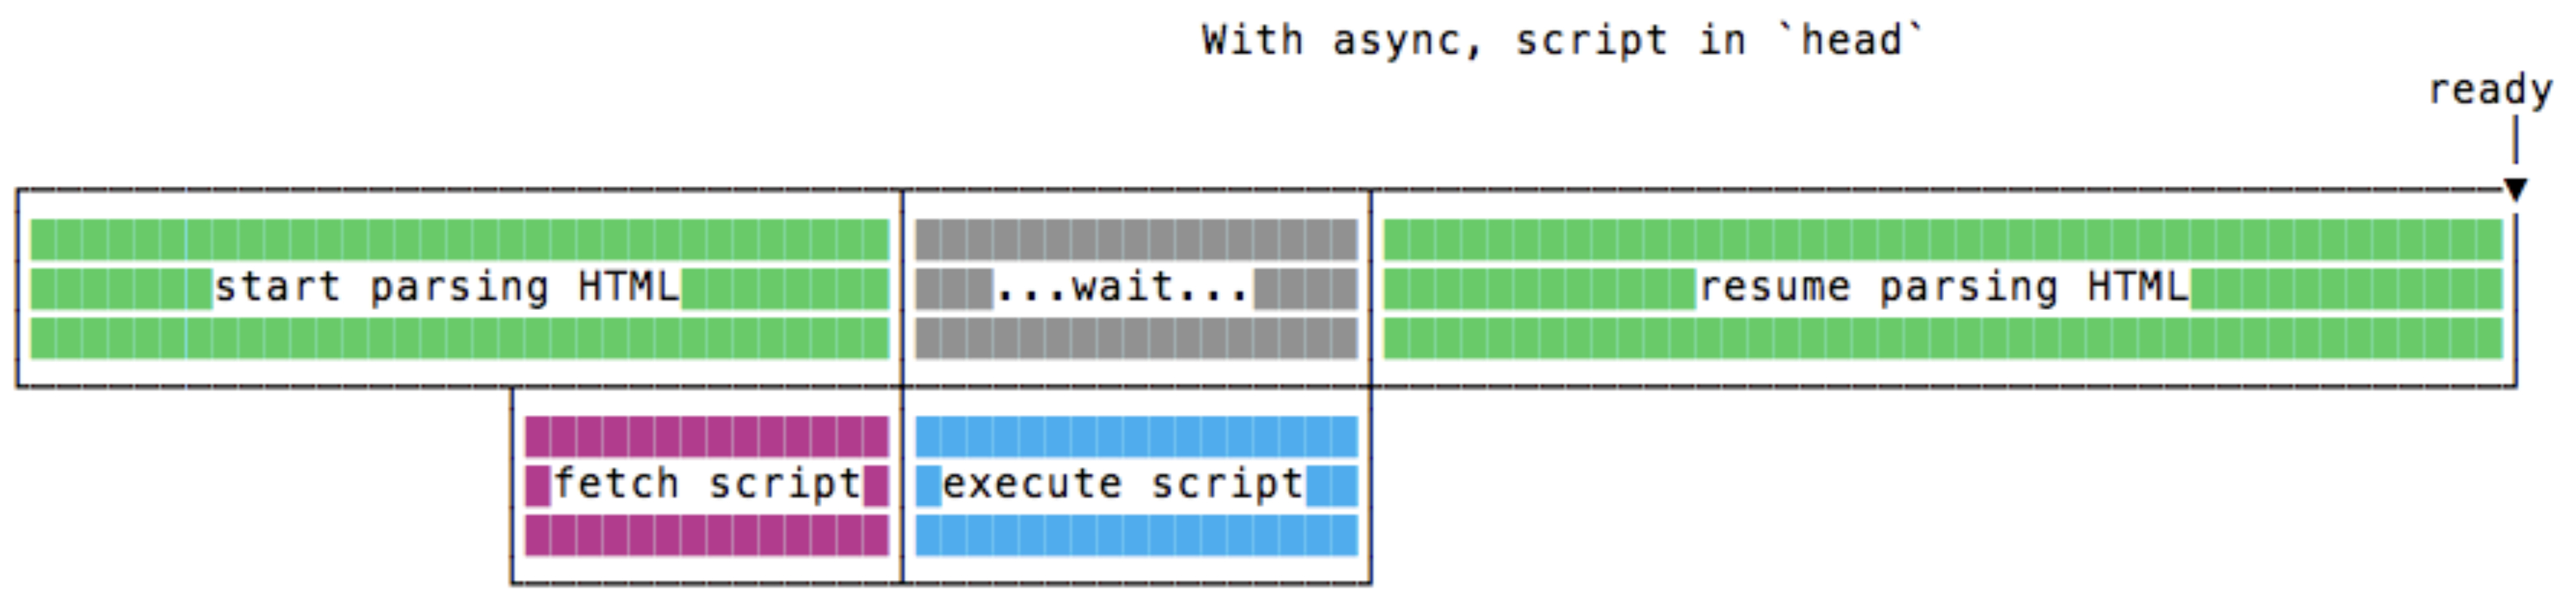 With async, script in `head`
ready
start parsing HTML ...wait... resume parsing HTML
fetch script execute script